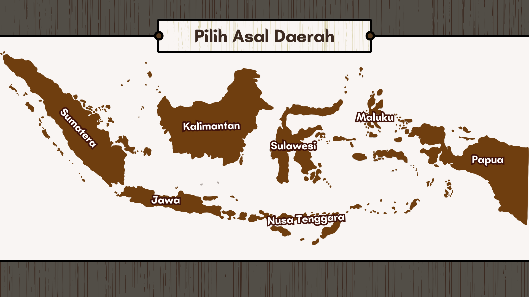 Pilih Asal Daerah
Sumatera
Kalimantan
Sulawesi
Maluku
Papua
Jawa
Nusa Tenggara